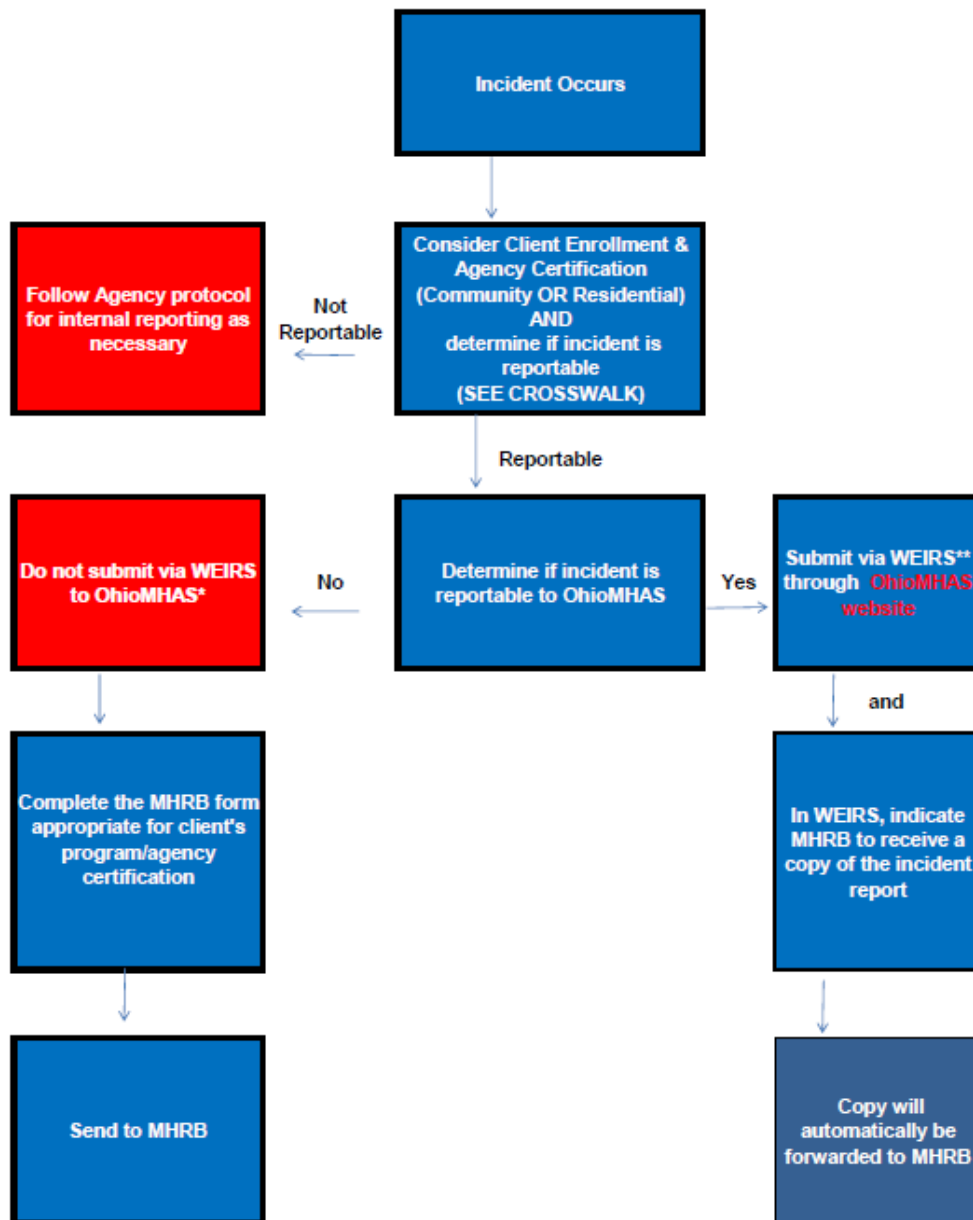 Incident Occurs
Consider Client Enrollment &
Agency Certification
(Community OR Residential)
AND
determine if incident is
reportable
(SEE CROSSWALK)
Not
Reportable
Follow Agency protocol
for internal reporting as
necessary
Reportable
Determine if incident is
reportable to OhioMHAS
No
Do not submit via WEIRS
to OhioMHAS*
Complete the MHRB form
appropriate for client's
program/agency
certification
Send to MHRB
Yes
Submit via WEIRS**
through OhioMHAS
website
and
In WEIRS, indicate
MHRB to receive a
copy of the incident
report
Copy will
automatically be
forwarded to MHRB